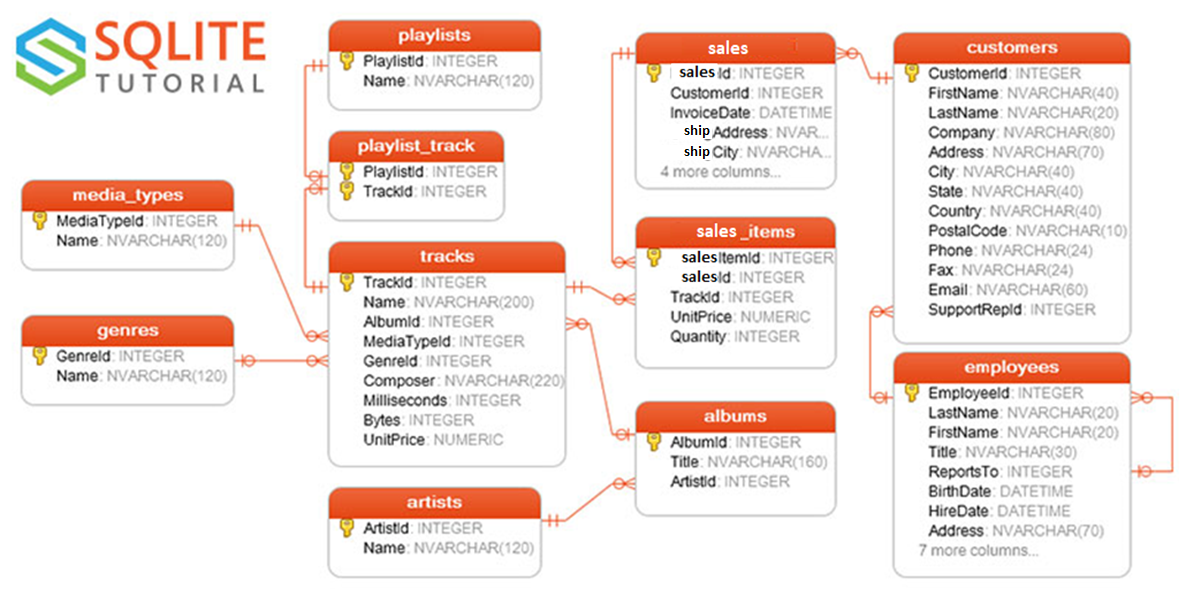 SQLITE
TUTORIAL
playlists
PlaylistId: INTEGER
Name: NVARCHAR(120)
playlist_track
PlaylistId: INTEGER
TrackId: INTEGER
media_types
MediaTypeId: INTEGER
Name: NVARCHAR(120)
genres
GenreId: INTEGER
Name: NVARCHAR(120)
tracks
TrackId: INTEGER
Name: NVARCHAR(200)
AlbumId: INTEGER
MediaTypeId: INTEGER
GenreId: INTEGER
Composer: NVARCHAR(220)
Milliseconds: INTEGER
Bytes: INTEGER
UnitPrice: NUMERIC
artists
ArtistId: INTEGER
Name: NVARCHAR(120)
sales
salesId: INTEGER
CustomerId: INTEGER
InvoiceDate: DATETIME
ship Address: NVAR...
ship City: NVARCHA...
4 more columns...
sales _items
salesItemId: INTEGER
salesId: INTEGER
TrackId: INTEGER
UnitPrice: NUMERIC
Quantity: INTEGER
albums
AlbumId: INTEGER
Title: NVARCHAR(160)
ArtistId: INTEGER
customers
CustomerId: INTEGER
FirstName: NVARCHAR(40)
LastName: NVARCHAR(20)
Company: NVARCHAR(80)
Address: NVARCHAR(70)
City: NVARCHAR(40)
State: NVARCHAR(40)
Country: NVARCHAR(40)
PostalCode: NVARCHAR(10)
Phone: NVARCHAR(24)
Fax: NVARCHAR(24)
Email: NVARCHAR(60)
SupportRepId: INTEGER
employees
EmployeeId: INTEGER
LastName: NVARCHAR(20)
FirstName: NVARCHAR(20)
Title: NVARCHAR(30)
ReportsTo: INTEGER
BirthDate: DATETIME
HireDate: DATETIME
Address: NVARCHAR(70)
7 more columns...